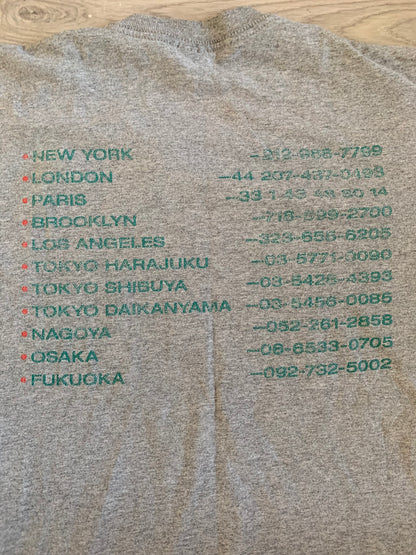 NEW YORK —212-966-7799
LONDON —44 207-437-0493
PARIS —33 1 43 48 80 14
BROOKLYN —718-599-2700
LOS ANGELES —323-656-6205
TOKYO HARAJUKU —03-5771-0090
TOKYO SHIBUYA —03-5428-4393
TOKYO DAIKANYAMA —03-5456-0085
NAGOYA —052-261-2858
OSAKA —06-6533-0705
FUKUOKA —092-732-5002